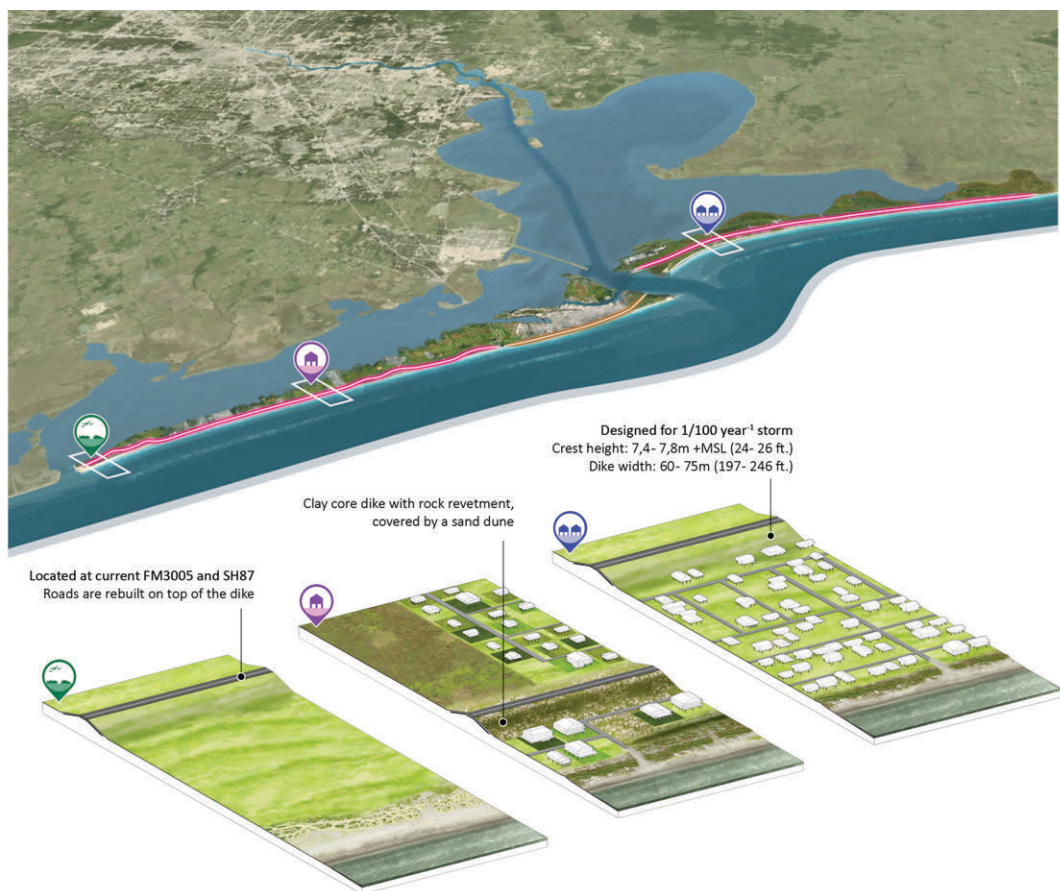 Designed for 1/100 year⁻¹ storm
Crest height: 7,4- 7,8m +MSL (24- 26 ft.)
Dike width: 60- 75m (197- 246 ft.)
Clay core dike with rock revetment,
covered by a sand dune
Located at current FM3005 and SH87
Roads are rebuilt on top of the dike